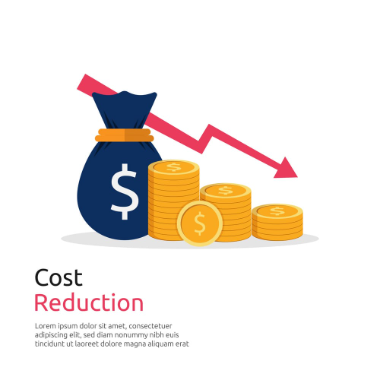 $
$
$
$
$
Cost
Reduction
Lorem ipsum dolor sit amet, consectetuer
adipiscing elit, sed diam nonummy nibh euis
tincidunt ut laoreet dolore magna aliquam erat